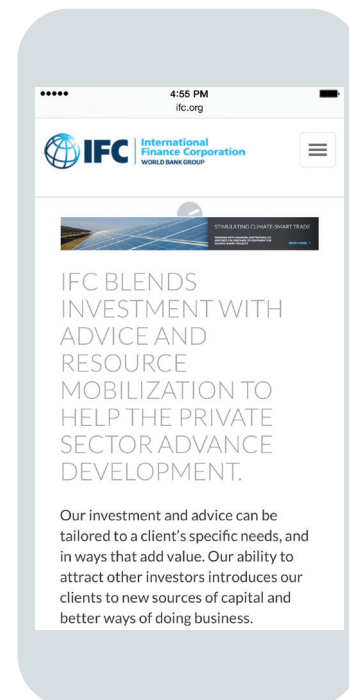 4:55 PM
ifc.org
IFC
International
Finance Corporation
WORLD BANK GROUP
STIMULATING CLIMATE-SMART TRADE
READ MORE >
IFC BLENDS
INVESTMENT WITH
ADVICE AND
RESOURCE
MOBILIZATION TO
HELP THE PRIVATE
SECTOR ADVANCE
DEVELOPMENT.
Our investment and advice can be
tailored to a client’s specific needs, and
in ways that add value. Our ability to
attract other investors introduces our
clients to new sources of capital and
better ways of doing business.